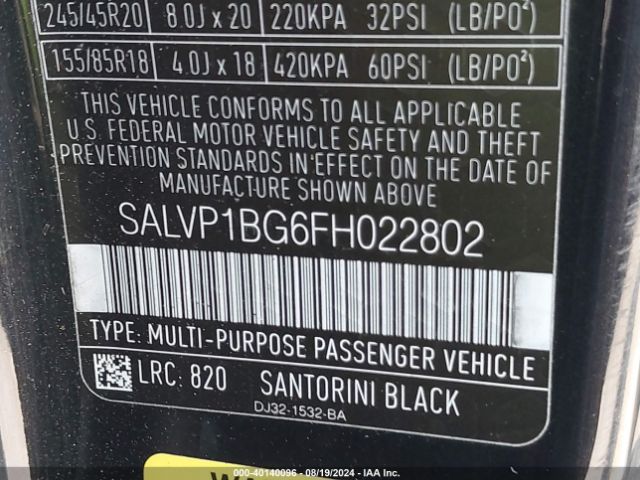 245/45R20 8.0J x 20 220KPA 32PSI (LB/PO²)
155/85R18 4.0J x 18 420KPA 60PSI (LB/PO²)
THIS VEHICLE CONFORMS TO ALL APPLICABLE
U.S. FEDERAL MOTOR VEHICLE SAFETY AND THEFT
PREVENTION STANDARDS IN EFFECT ON THE DATE OF
MANUFACTURE SHOWN ABOVE
SALVP1BG6FH022802
TYPE: MULTI-PURPOSE PASSENGER VEHICLE
LRC: 820 SANTORINI BLACK
DJ32-1532-BA
00-40140096 - 08/19/2024 - IAA Inc.